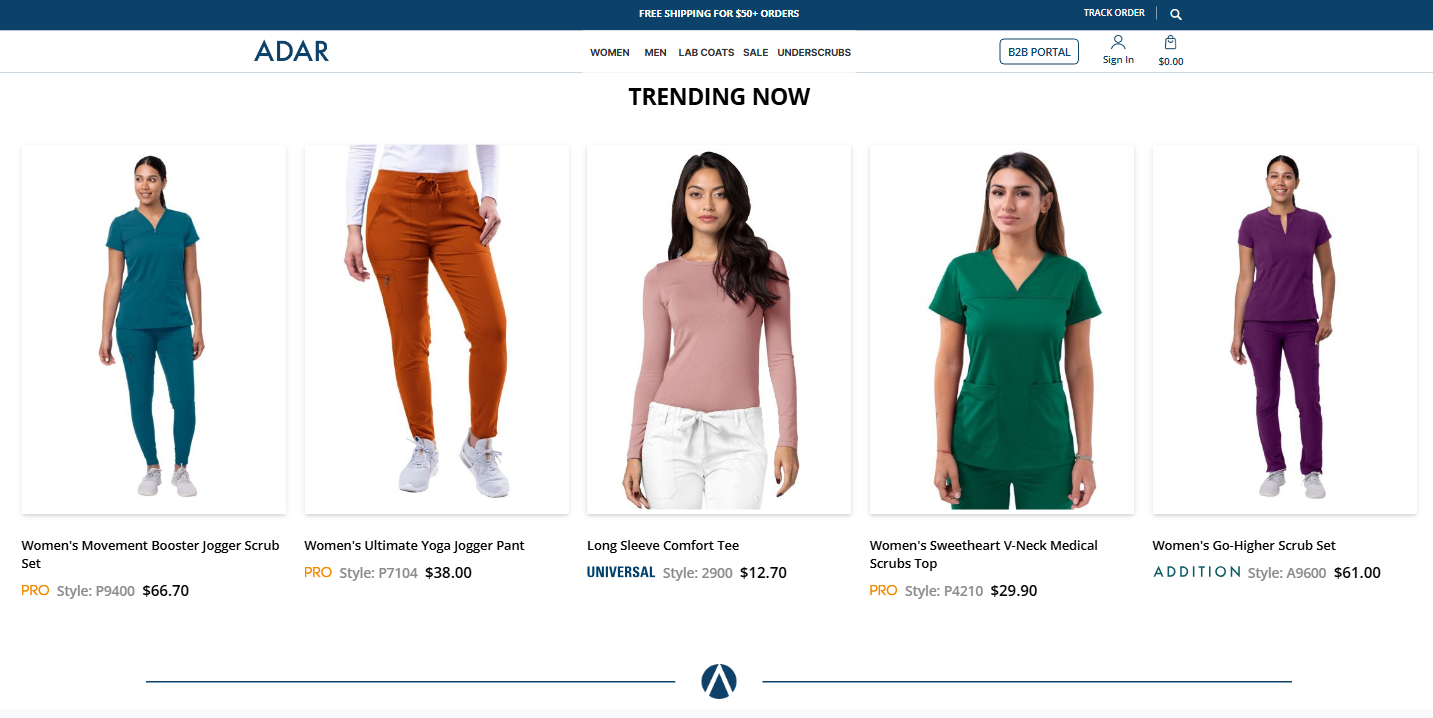 FREE SHIPPING FOR $50+ ORDERS
TRACK ORDER
ADAR
WOMEN MEN LAB COATS SALE UNDERSCRUBS
B2B PORTAL
Sign In
$0.00
TRENDING NOW
Women's Movement Booster Jogger Scrub
Set
PRO Style: P9400 $66.70
Women's Ultimate Yoga Jogger Pant
PRO Style: P7104 $38.00
Long Sleeve Comfort Tee
UNIVERSAL Style: 2900 $12.70
Women's Sweetheart V-Neck Medical
Scrubs Top
PRO Style: P4210 $29.90
Women's Go-Higher Scrub Set
ADDITION Style: A9600 $61.00